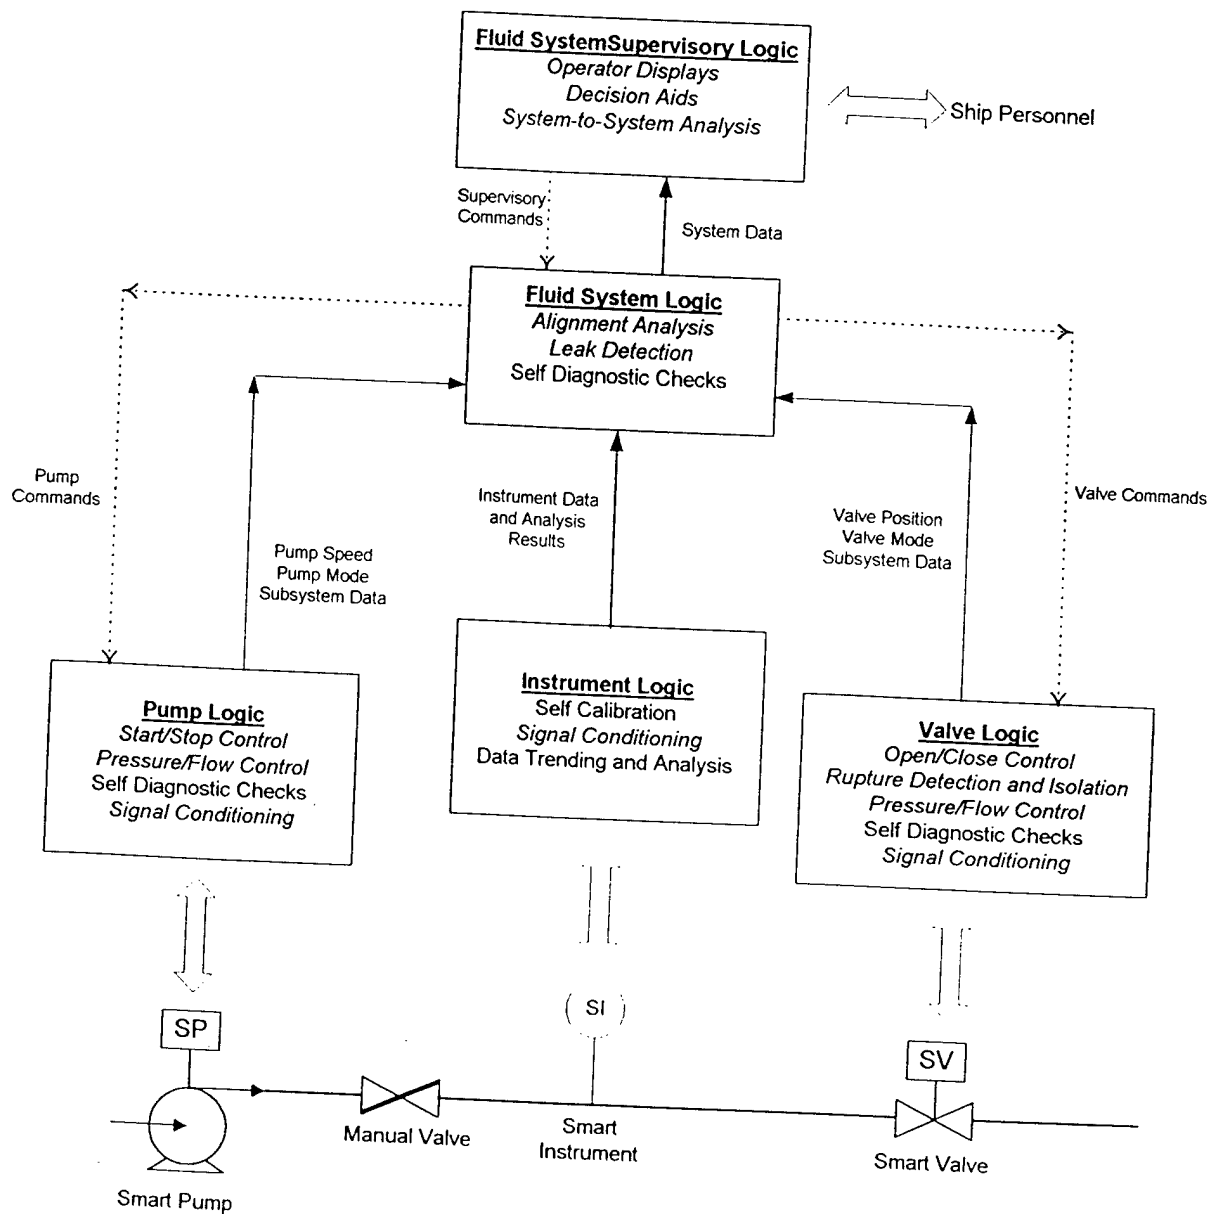 Fluid SystemSupervisory Logic
Operator Displays
Decision Aids
System-to-System Analysis
Ship Personnel
Supervisory
Commands
System Data
Fluid System Logic
Alignment Analysis
Leak Detection
Self Diagnostic Checks
Pump
Commands
Instrument Data
and Analysis
Results
Valve Commands
Valve Position
Valve Mode
Subsystem Data
Pump Speed
Pump Mode
Subsystem Data
Pump Logic
Start/Stop Control
Pressure/Flow Control
Self Diagnostic Checks
Signal Conditioning
Instrument Logic
Self Calibration
Signal Conditioning
Data Trending and Analysis
Valve Logic
Open/Close Control
Rupture Detection and Isolation
Pressure/Flow Control
Self Diagnostic Checks
Signal Conditioning
SP
SI
SV
Manual Valve
Smart
Instrument
Smart Valve
Smart Pump